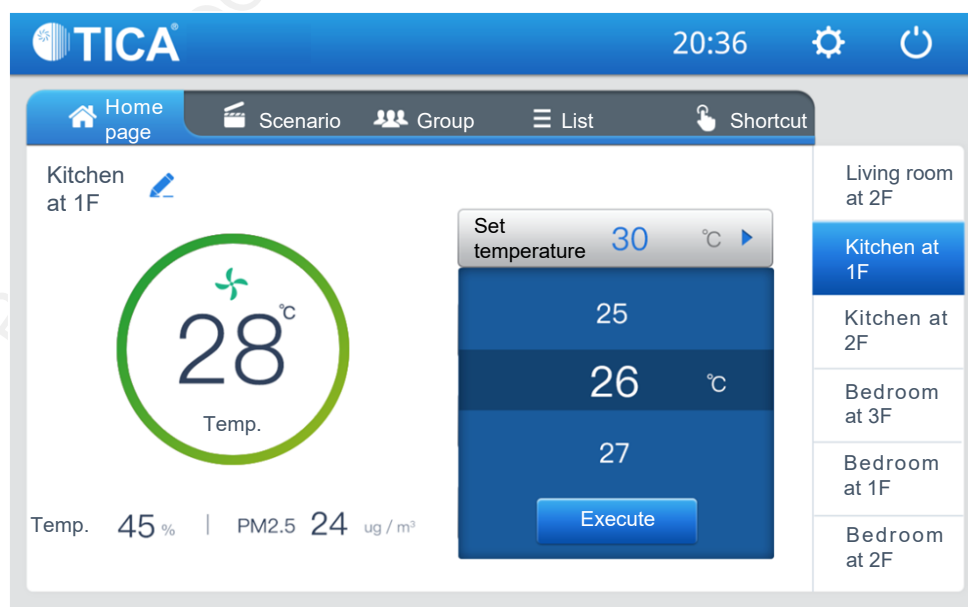 TICA®
20:36
Home
page
Scenario
Group
List
Shortcut
Kitchen
at 1F
28
°C
Temp.
Temp. 45 % | PM2.5 24 ug / m³
Set
temperature 30 °C
25
26 °C
27
Execute
Living room
at 2F
Kitchen at
1F
Kitchen at
2F
Bedroom
at 3F
Bedroom
at 1F
Bedroom
at 2F